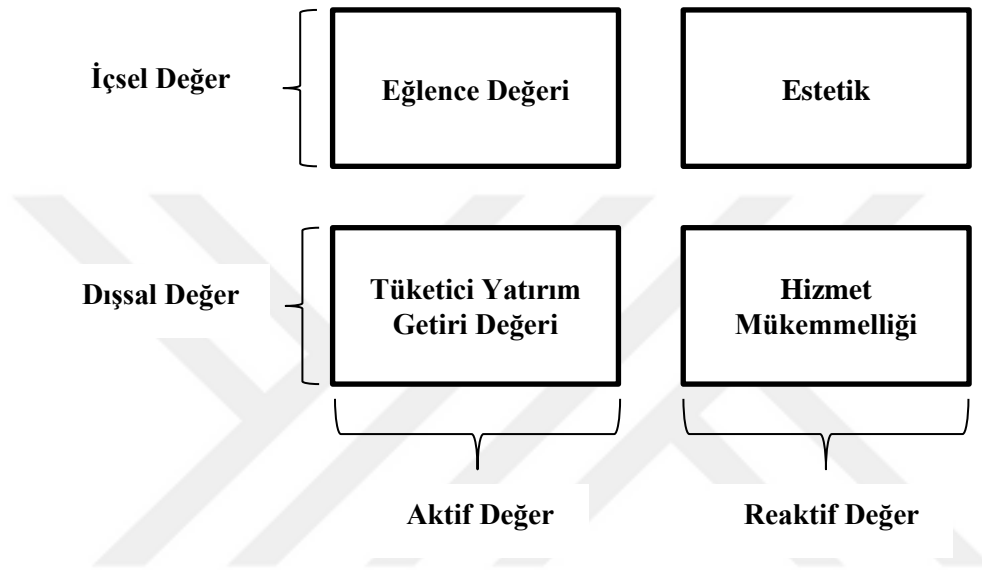 İçsel Değer
Eğlence Değeri
Estetik
Dışsal Değer
Tüketici Yatırım
Getiri Değeri
Hizmet
Mükemmelliği
Aktif Değer
Reaktif Değer